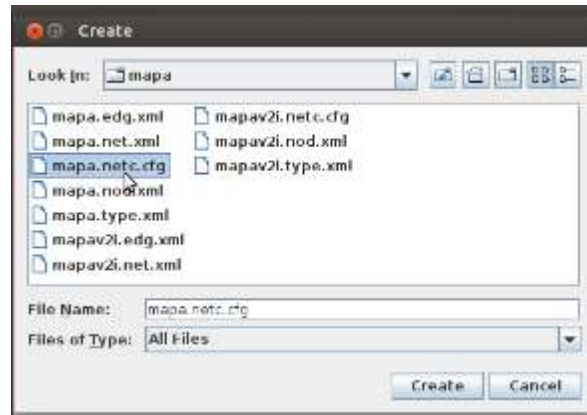 Create
Look In: mapa
mapa.edg.xml
mapa.net.xml
mapa.netc.cfg
mapa.nod.xml
mapa.type.xml
mapav2i.edg.xml
mapav2i.net.xml
mapav2i.netc.cfg
mapav2i.nod.xml
mapav2i.type.xml
File Name: mapa.netc.cfg
Files of Type: All Files
Create Cancel